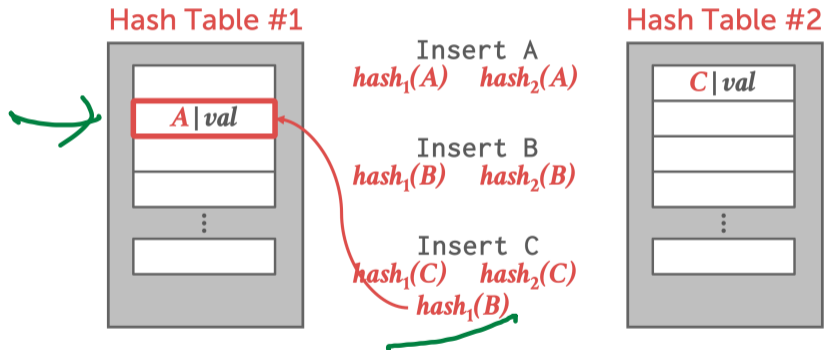 Hash Table #1
A|val
⋮
Insert A
hash₁(A) hash₂(A)
Insert B
hash₁(B) hash₂(B)
Insert C
hash₁(C) hash₂(C)
hash₁(B)
Hash Table #2
C|val
⋮